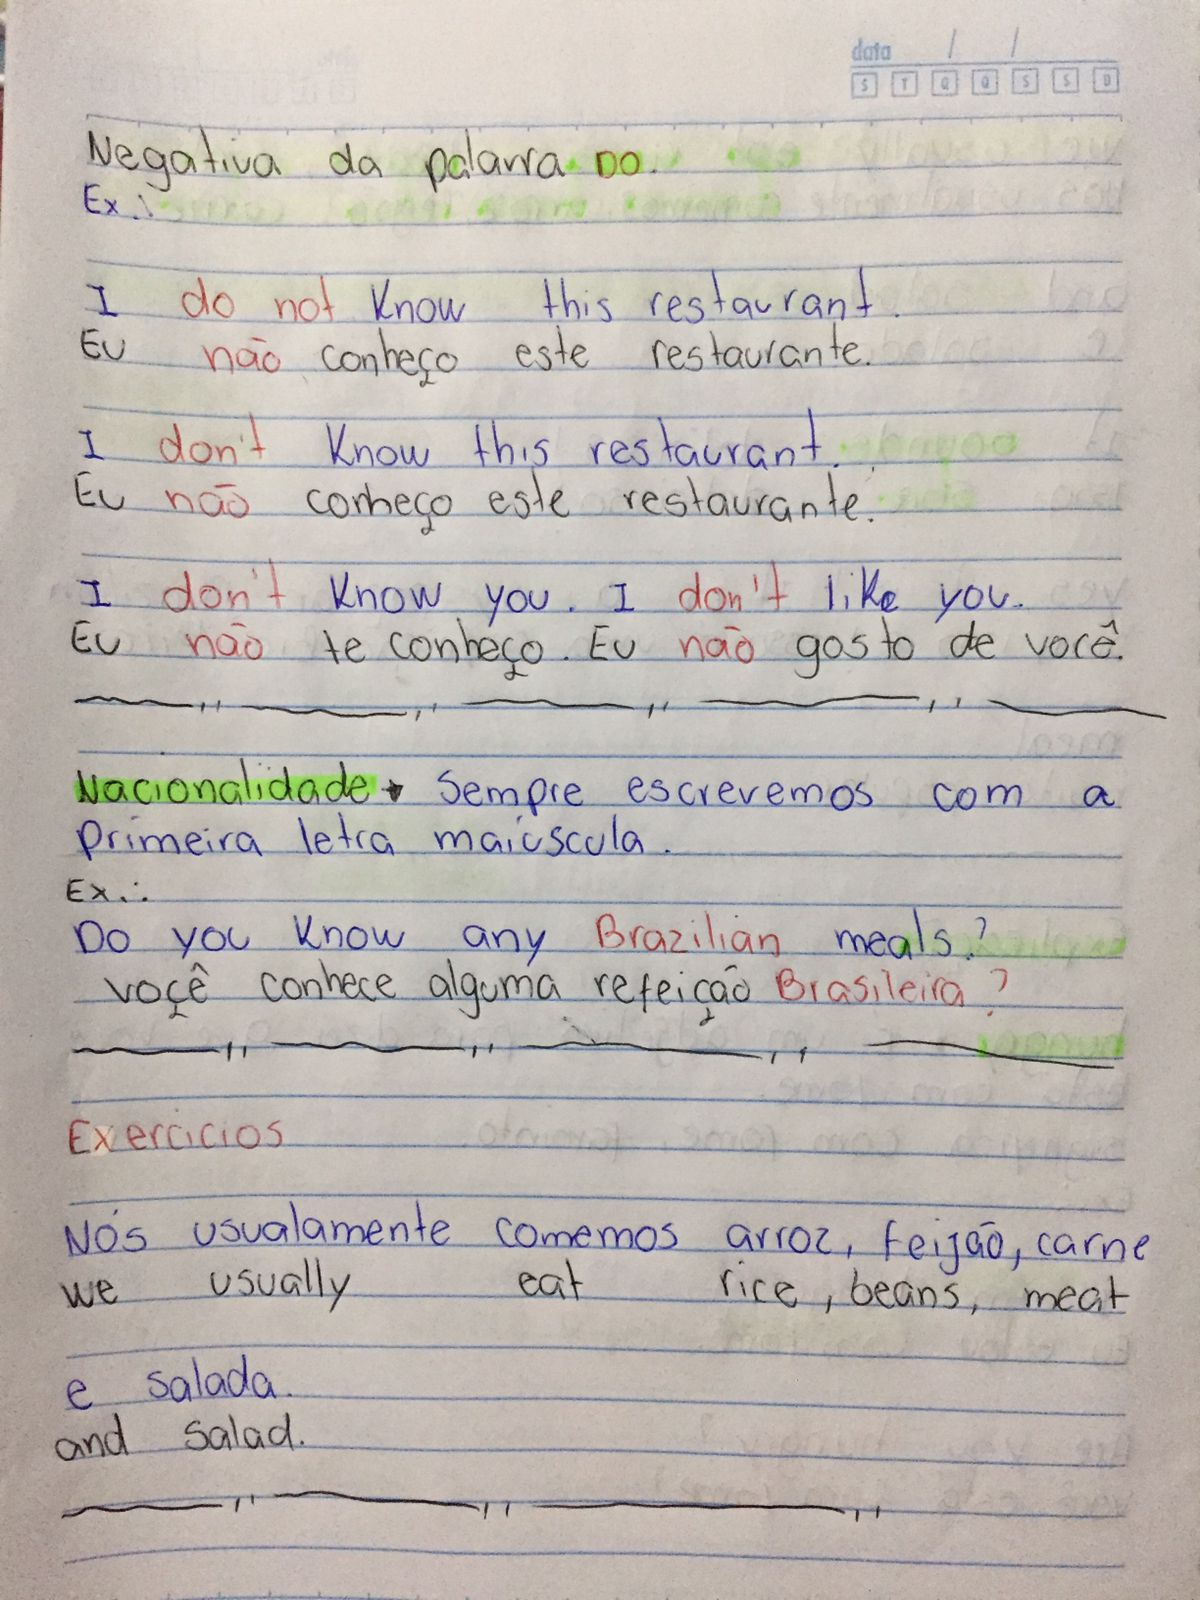 data / /
S T Q Q S S D
Negativa da palavra DO.
Ex.:
I do not know this restaurant.
Eu não conheço este restaurante.
I don't know this restaurant.
Eu não conheço este restaurante.
I don't know you. I don't like you.
Eu não te conheço. Eu não gosto de você.
Nacionalidade → Sempre escrevemos com a
primeira letra maiúscula.
Ex.:
Do you know any Brazilian meals?
voçê conhece alguma refeição Brasileira?
Exercicios
Nós usualamente comemos arroz, feijão, carne
we usually eat rice, beans, meat
e salada.
and salad.